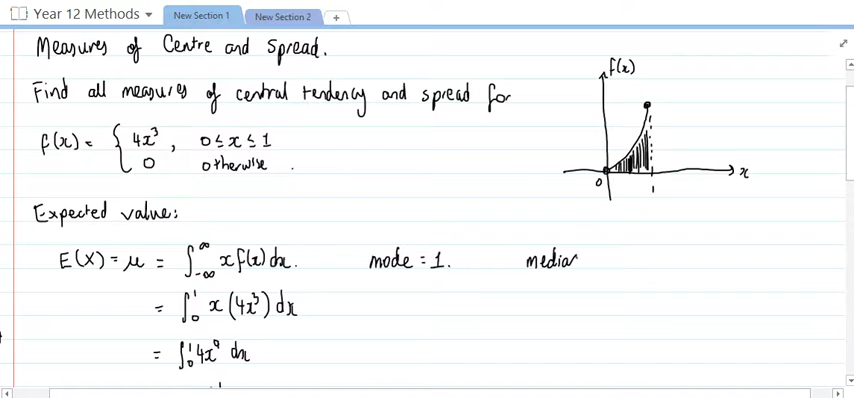 Year 12 Methods
New Section 1
New Section 2
Measures of Centre and spread.
Find all measures of central tendency and spread for
f(x) = { 4x³, 0 ≤ x ≤ 1
0 otherwise .
f(x)
x
0
1
Expected value:
E(X) = μ = ∫_{-∞}^{∞} x f(x) dx. mode = 1. median
= ∫_0^1 x (4x³) dx
= ∫_0^1 4x⁴ dx